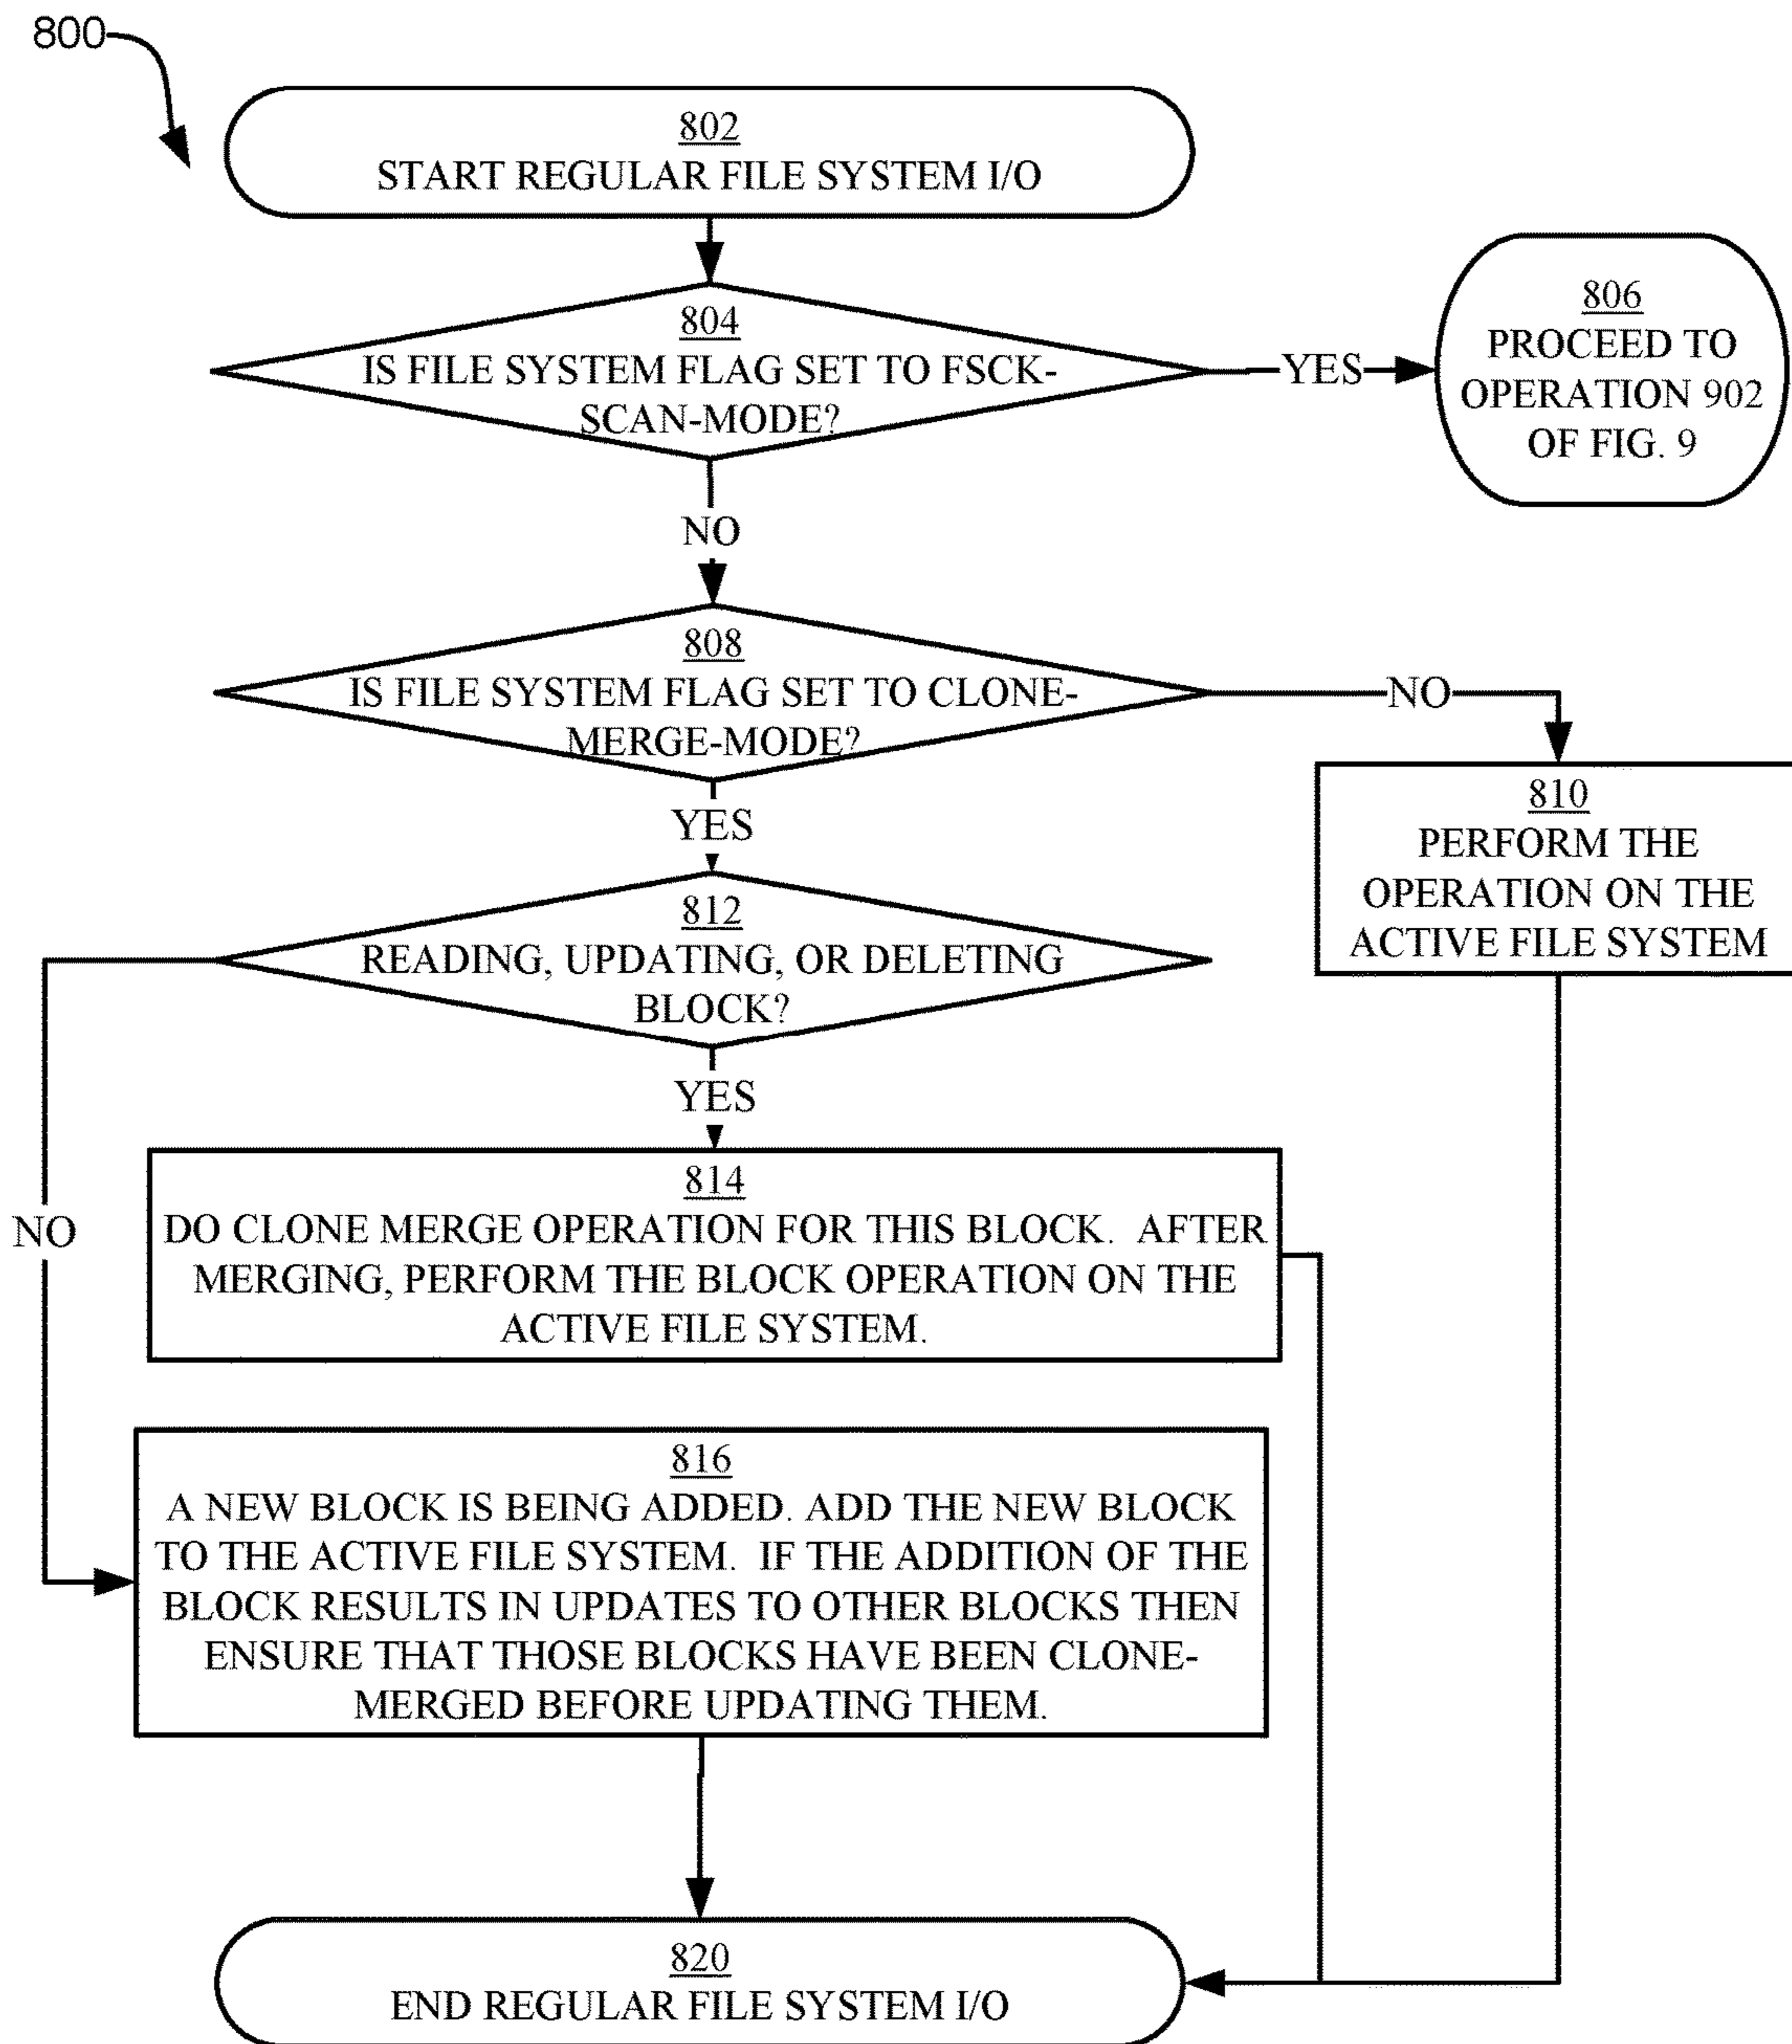 800
802
START REGULAR FILE SYSTEM I/O
804
IS FILE SYSTEM FLAG SET TO FSCK-
SCAN-MODE?
YES
806
PROCEED TO
OPERATION 902
OF FIG. 9
NO
808
IS FILE SYSTEM FLAG SET TO CLONE-
MERGE-MODE?
NO
810
PERFORM THE
OPERATION ON THE
ACTIVE FILE SYSTEM
YES
812
READING, UPDATING, OR DELETING
BLOCK?
YES
814
DO CLONE MERGE OPERATION FOR THIS BLOCK. AFTER
MERGING, PERFORM THE BLOCK OPERATION ON THE
ACTIVE FILE SYSTEM.
NO
816
A NEW BLOCK IS BEING ADDED. ADD THE NEW BLOCK
TO THE ACTIVE FILE SYSTEM. IF THE ADDITION OF THE
BLOCK RESULTS IN UPDATES TO OTHER BLOCKS THEN
ENSURE THAT THOSE BLOCKS HAVE BEEN CLONE-
MERGED BEFORE UPDATING THEM.
820
END REGULAR FILE SYSTEM I/O